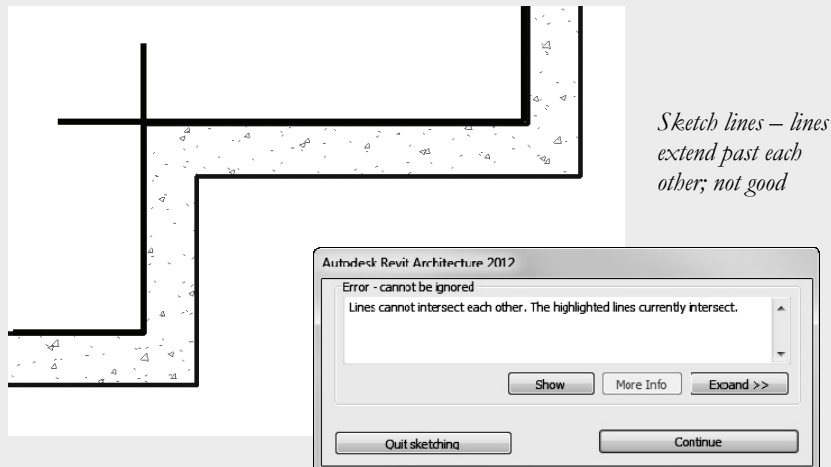 Sketch lines – lines
extend past each
other; not good
Autodesk Revit Architecture 2012
Error - cannot be ignored
Lines cannot intersect each other. The highlighted lines currently intersect.
Show
More Info
Expand >>
Quit sketching
Continue